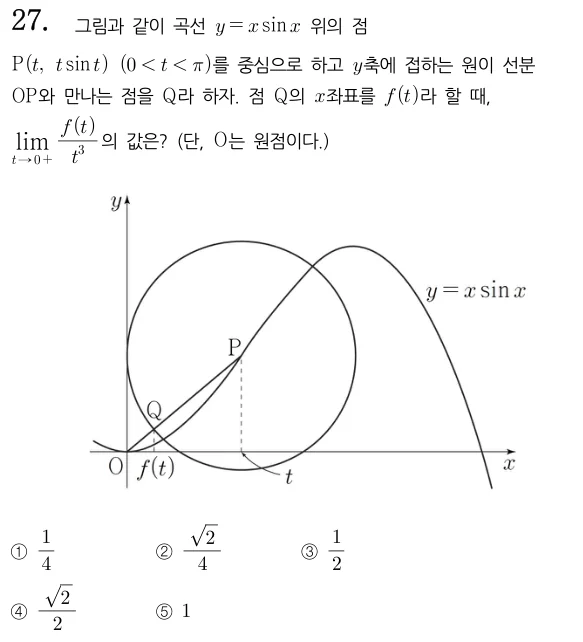 27. 그림과 같이 곡선 y=x sin x 위의 점
P(t, t sin t) (0<t<π)를 중심으로 하고 y축에 접하는 원이 선분
OP와 만나는 점을 Q라 하자. 점 Q의 x좌표를 f(t)라 할 때,
lim_{t→0+} f(t)/t³ 의 값은? (단, O는 원점이다.)
y
y=x sin x
P
Q
O f(t) t x
① 1/4 ② √2/4 ③ 1/2
④ √2/2 ⑤ 1